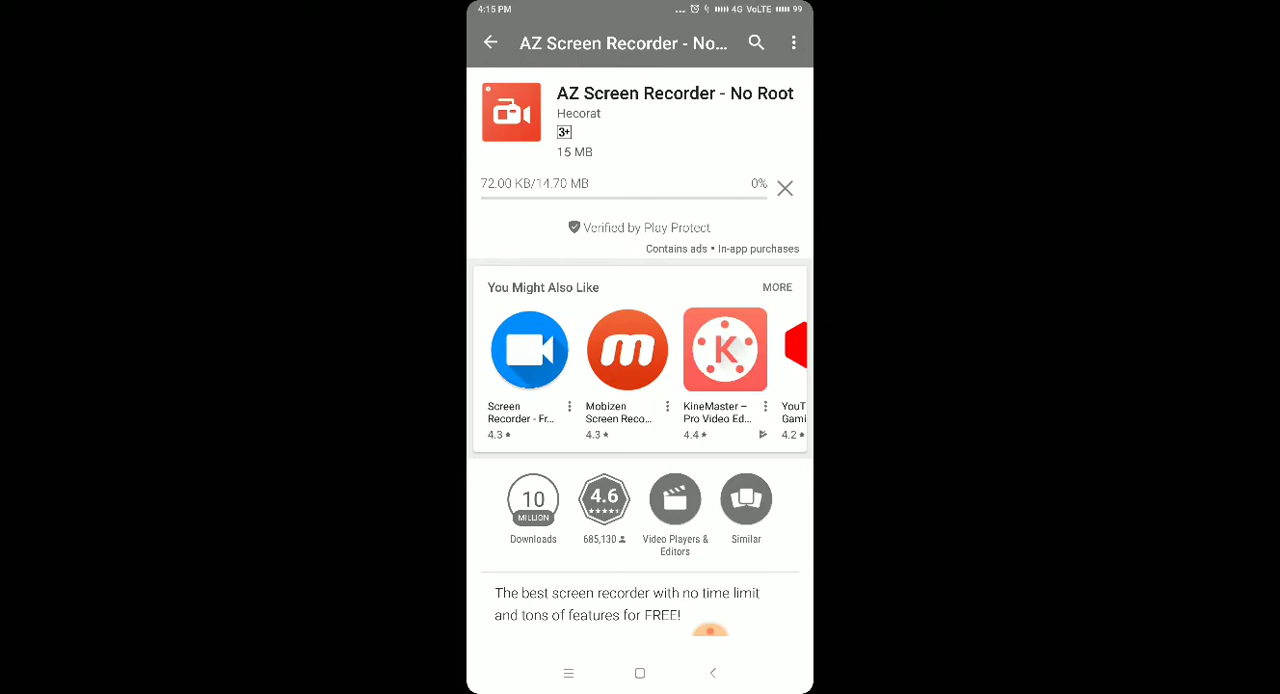 4:15 PM
... 4G VoLTE 99
AZ Screen Recorder - No...
AZ Screen Recorder - No Root
Hecorat
3+
15 MB
72.00 KB/14.70 MB 0%
Verified by Play Protect
Contains ads • In-app purchases
You Might Also Like MORE
m
K
Screen
Recorder - Fr...
4.3★
Mobizen
Screen Reco...
4.3★
KineMaster –
Pro Video Ed...
4.4★
YouT
Gami
4.2★
10
MILLION
Downloads
4.6
685,130
Video Players &
Editors
Similar
The best screen recorder with no time limit
and tons of features for FREE!